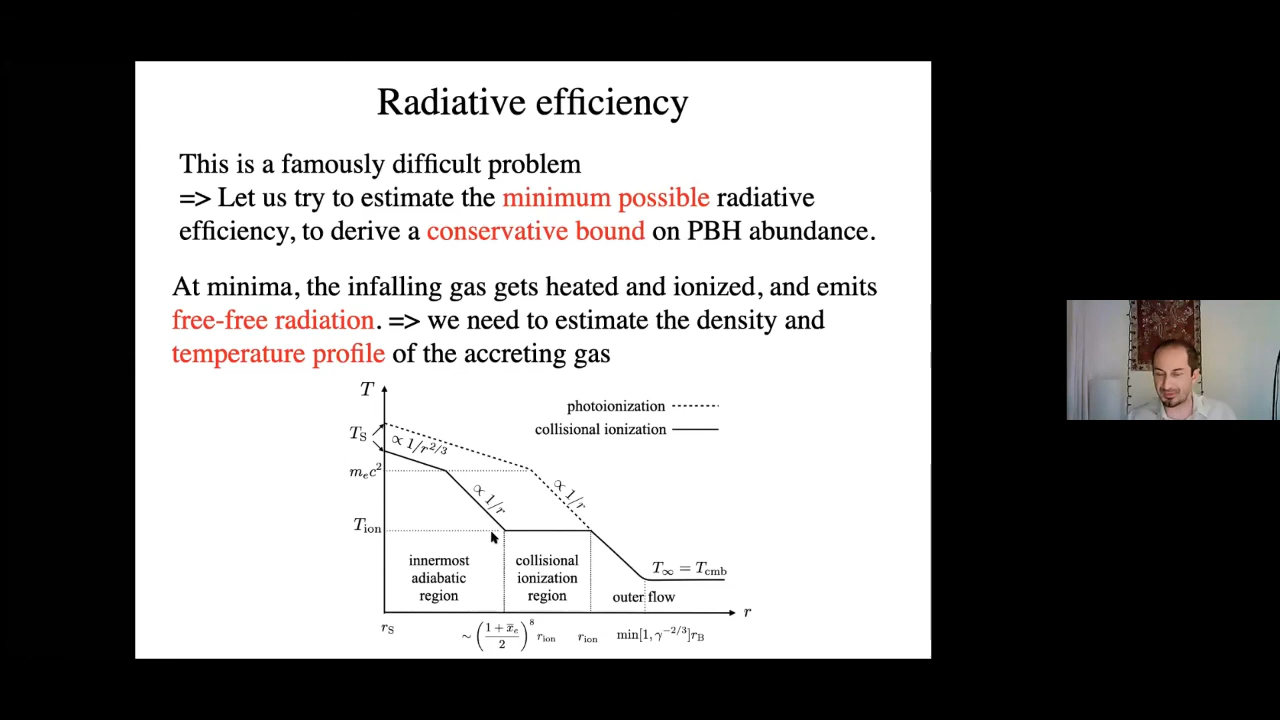 Radiative efficiency
This is a famously difficult problem
=> Let us try to estimate the minimum possible radiative
efficiency, to derive a conservative bound on PBH abundance.
At minima, the infalling gas gets heated and ionized, and emits
free-free radiation. => we need to estimate the density and
temperature profile of the accreting gas
T
photoionization
collisional ionization
T_S
∝ 1/r^{2/3}
m_e c^2
∝ 1/r
∝ 1/r
T_ion
innermost
adiabatic
region
collisional
ionization
region
T_∞ = T_cmb
outer flow
r
r_S
~ ((1 + x̅_e)/2)^8 r_ion
r_ion
min[1, γ^{-2/3}]r_B